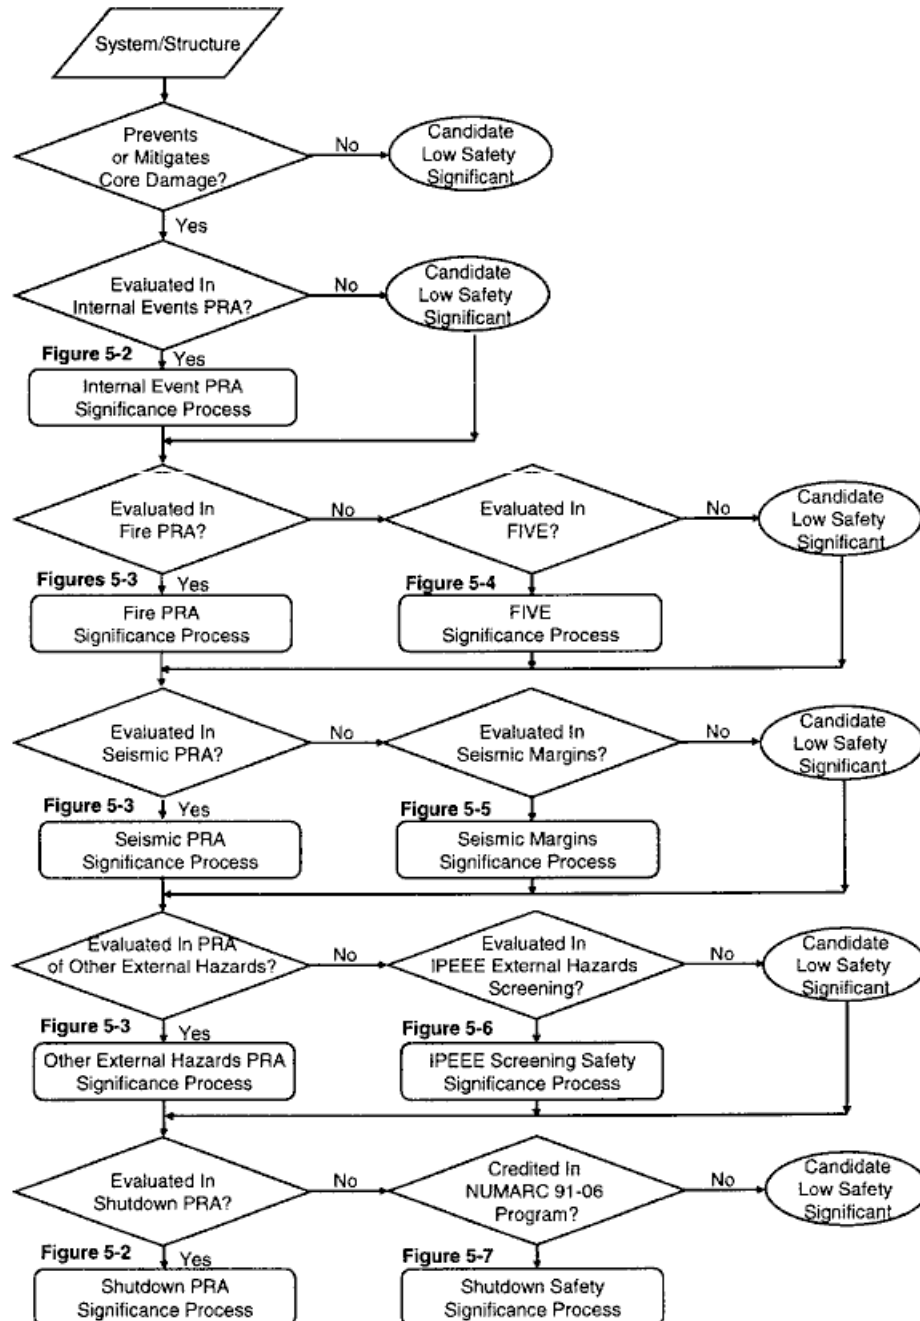 System/Structure
Prevents
or Mitigates
Core Damage?
No
Candidate
Low Safety
Significant
Yes
Evaluated In
Internal Events PRA?
No
Candidate
Low Safety
Significant
Figure 5-2
Yes
Internal Event PRA
Significance Process
Evaluated In
Fire PRA?
No
Evaluated In
FIVE?
No
Candidate
Low Safety
Significant
Figures 5-3
Yes
Fire PRA
Significance Process
Figure 5-4
FIVE
Significance Process
Evaluated In
Seismic PRA?
No
Evaluated In
Seismic Margins?
No
Candidate
Low Safety
Significant
Figure 5-3
Yes
Seismic PRA
Significance Process
Figure 5-5
Seismic Margins
Significance Process
Evaluated In PRA
of Other External Hazards?
No
Evaluated In
IPEEE External Hazards
Screening?
No
Candidate
Low Safety
Significant
Figure 5-3
Yes
Other External Hazards PRA
Significance Process
Figure 5-6
IPEEE Screening Safety
Significance Process
Evaluated In
Shutdown PRA?
No
Credited In
NUMARC 91-06
Program?
No
Candidate
Low Safety
Significant
Figure 5-2
Yes
Shutdown PRA
Significance Process
Figure 5-7
Shutdown Safety
Significance Process